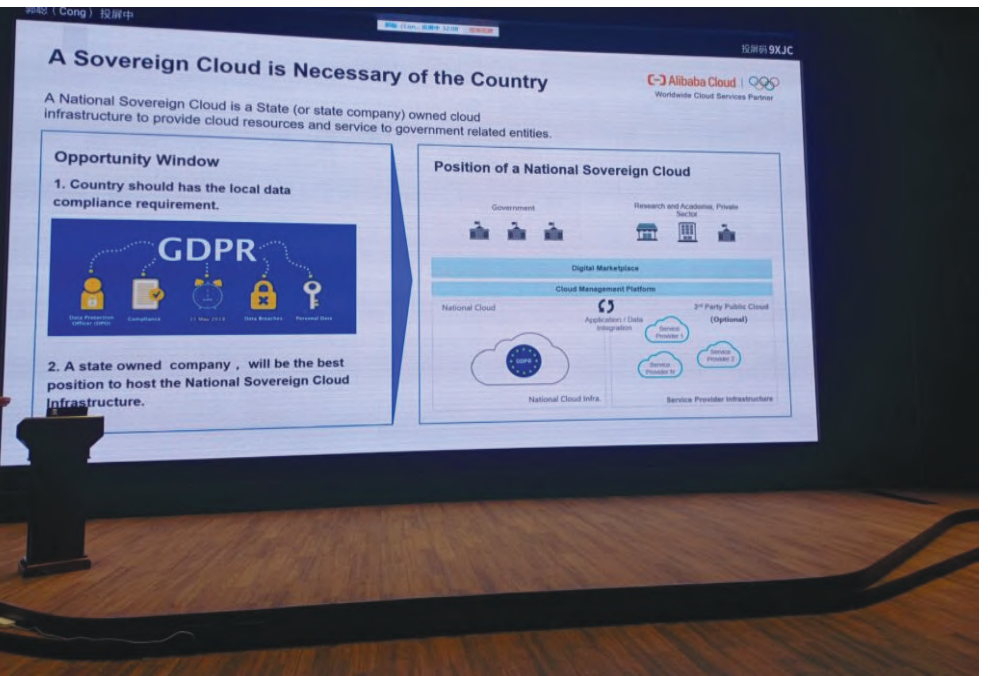 (Cong) 投屏中
投屏码 9XJC
A Sovereign Cloud is Necessary of the Country
Alibaba Cloud
Worldwide Cloud Services Partner
A National Sovereign Cloud is a State (or state company) owned cloud
infrastructure to provide cloud resources and service to government related entities.
Opportunity Window
1. Country should has the local data
compliance requirement.
GDPR
Data Protection
Officer (DPO)
Compliance
Data Breaches
Personal Data
2. A state owned company , will be the best
position to host the National Sovereign Cloud
Infrastructure.
Position of a National Sovereign Cloud
Government
Research and Academia, Private
Sector
Digital Marketplace
Cloud Management Platform
National Cloud
Application / Data
Integration
3rd Party Public Cloud
(Optional)
Service
Provider 1
Service
Provider 2
Service
Provider N
GDPR
National Cloud Infra.
Service Provider Infrastructure